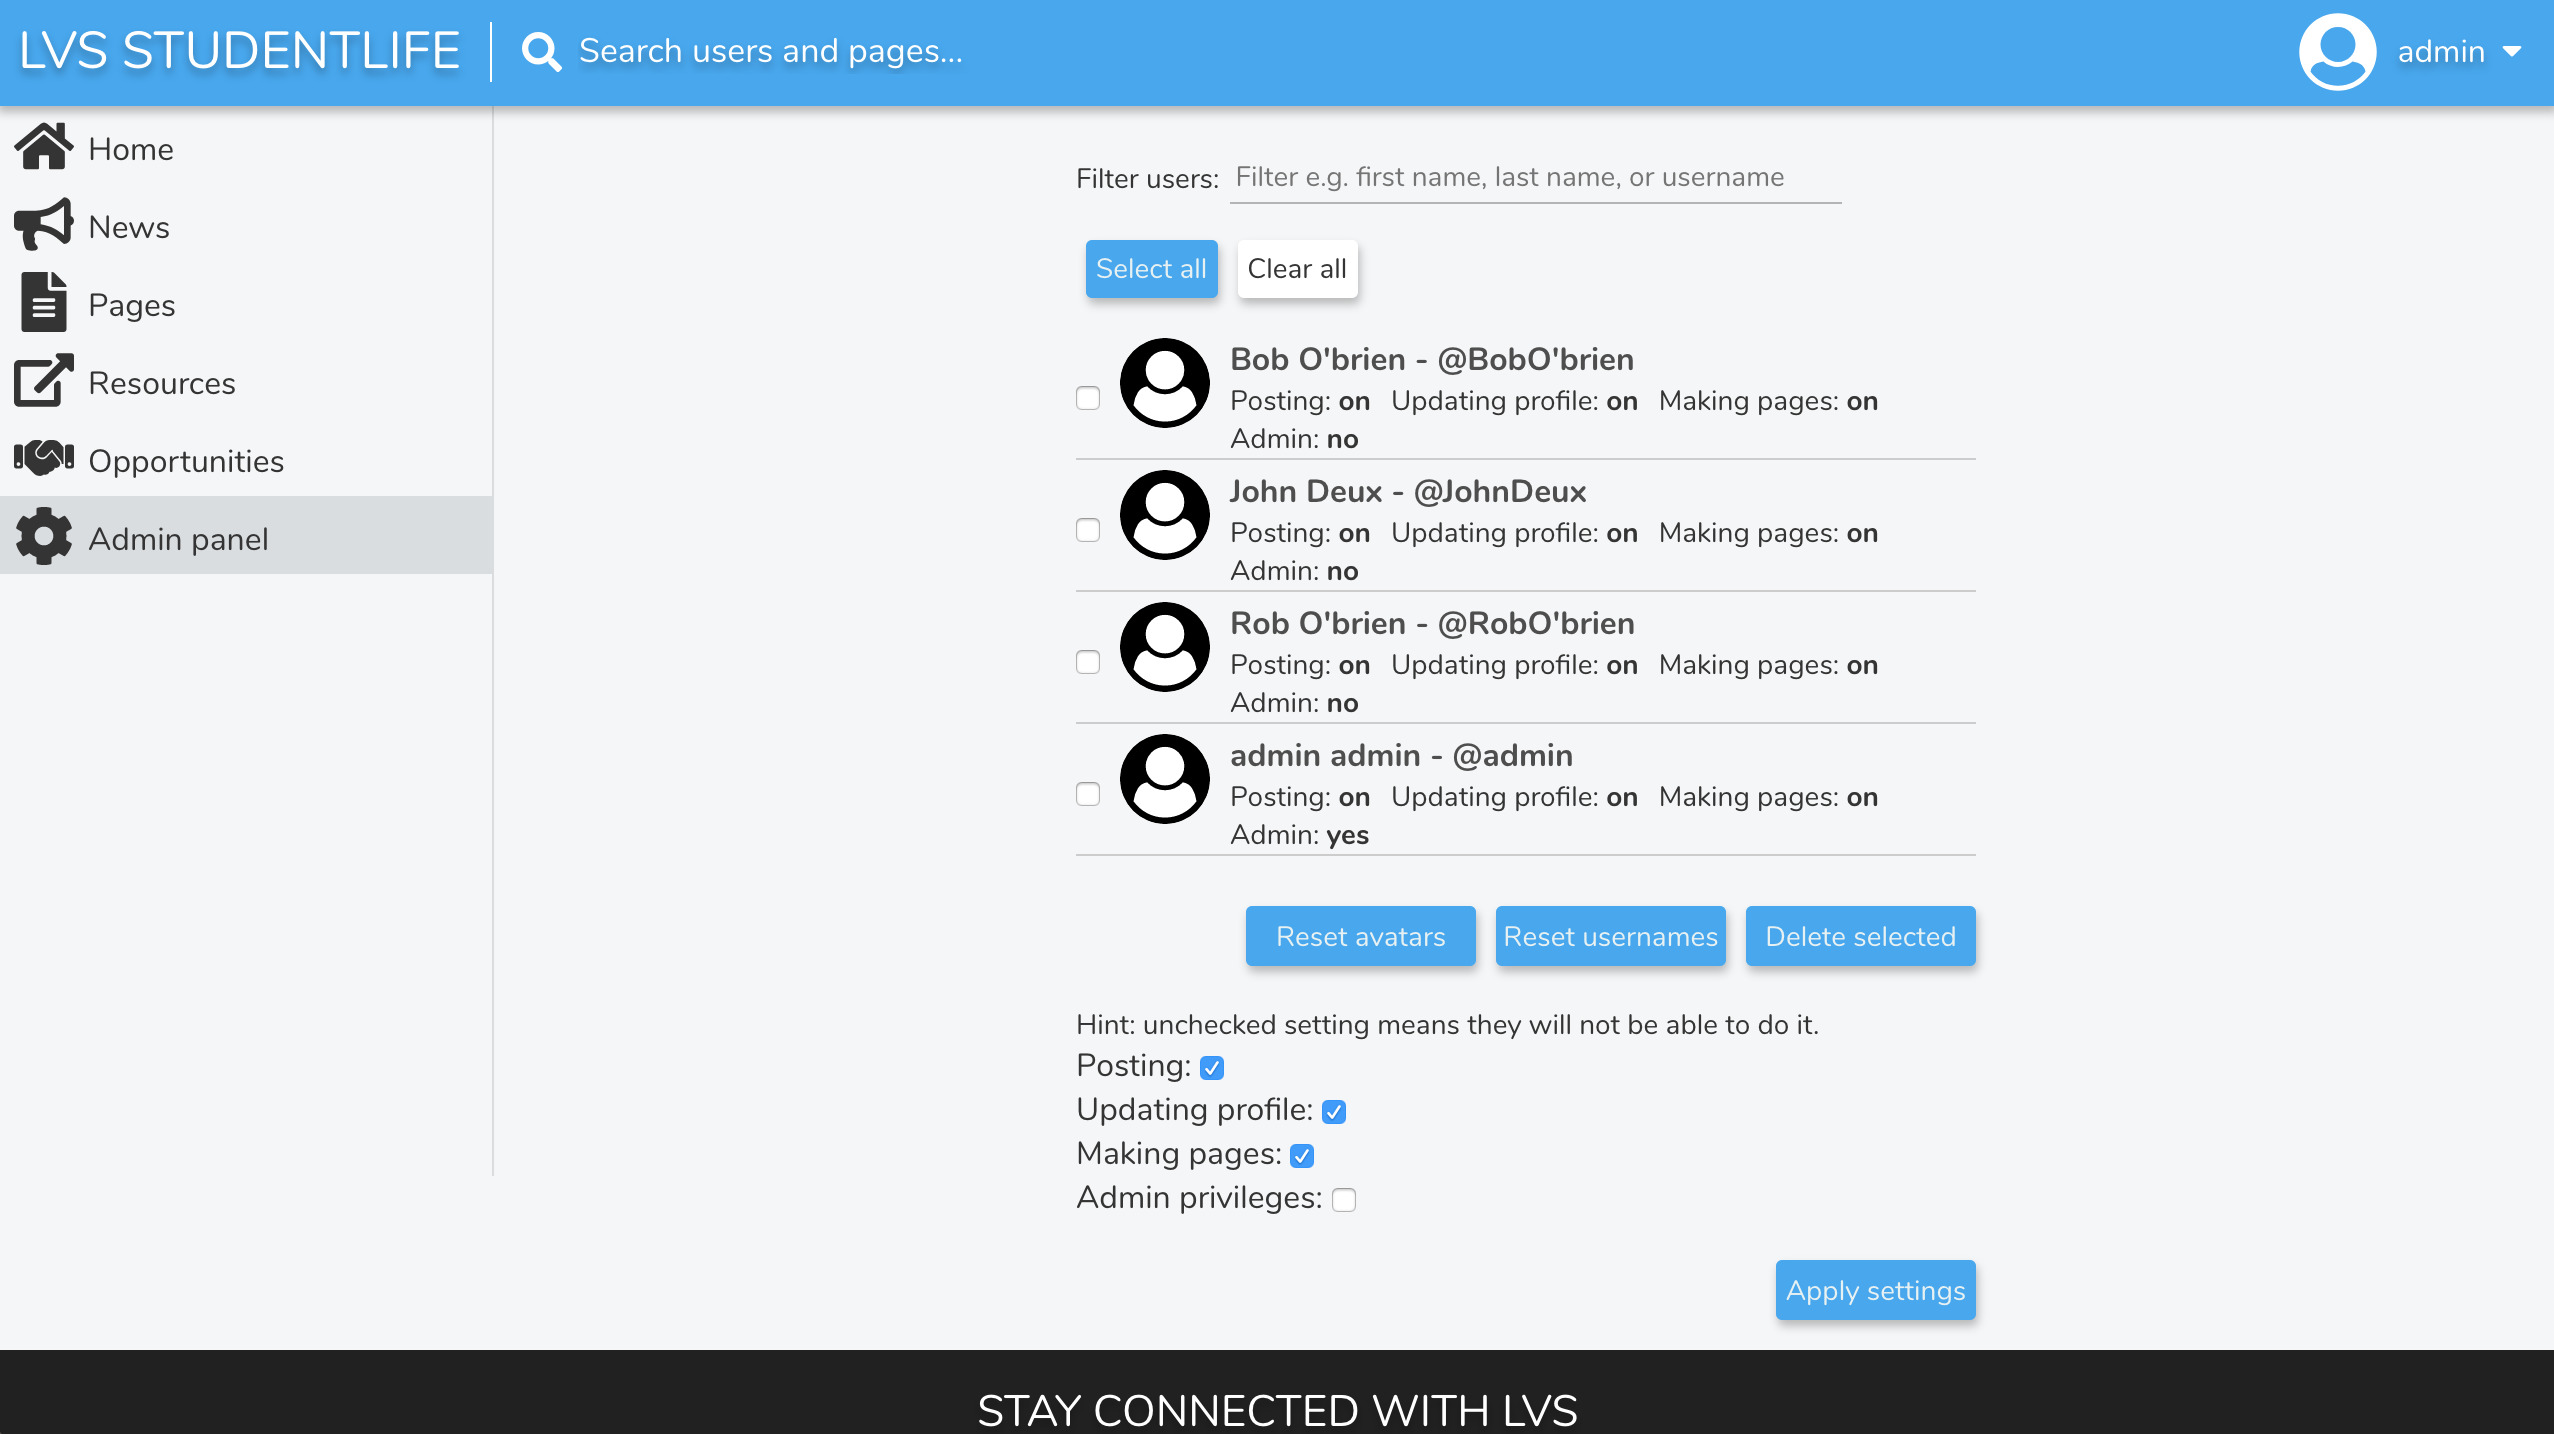 LVS STUDENTLIFE
Search users and pages...
admin
Home
News
Pages
Resources
Opportunities
Admin panel
Filter users: Filter e.g. first name, last name, or username
Select all
Clear all
Bob O'brien - @BobO'brien
Posting: on Updating profile: on Making pages: on
Admin: no
John Deux - @JohnDeux
Posting: on Updating profile: on Making pages: on
Admin: no
Rob O'brien - @RobO'brien
Posting: on Updating profile: on Making pages: on
Admin: no
admin admin - @admin
Posting: on Updating profile: on Making pages: on
Admin: yes
Reset avatars
Reset usernames
Delete selected
Hint: unchecked setting means they will not be able to do it.
Posting:
Updating profile:
Making pages:
Admin privileges:
Apply settings
STAY CONNECTED WITH LVS